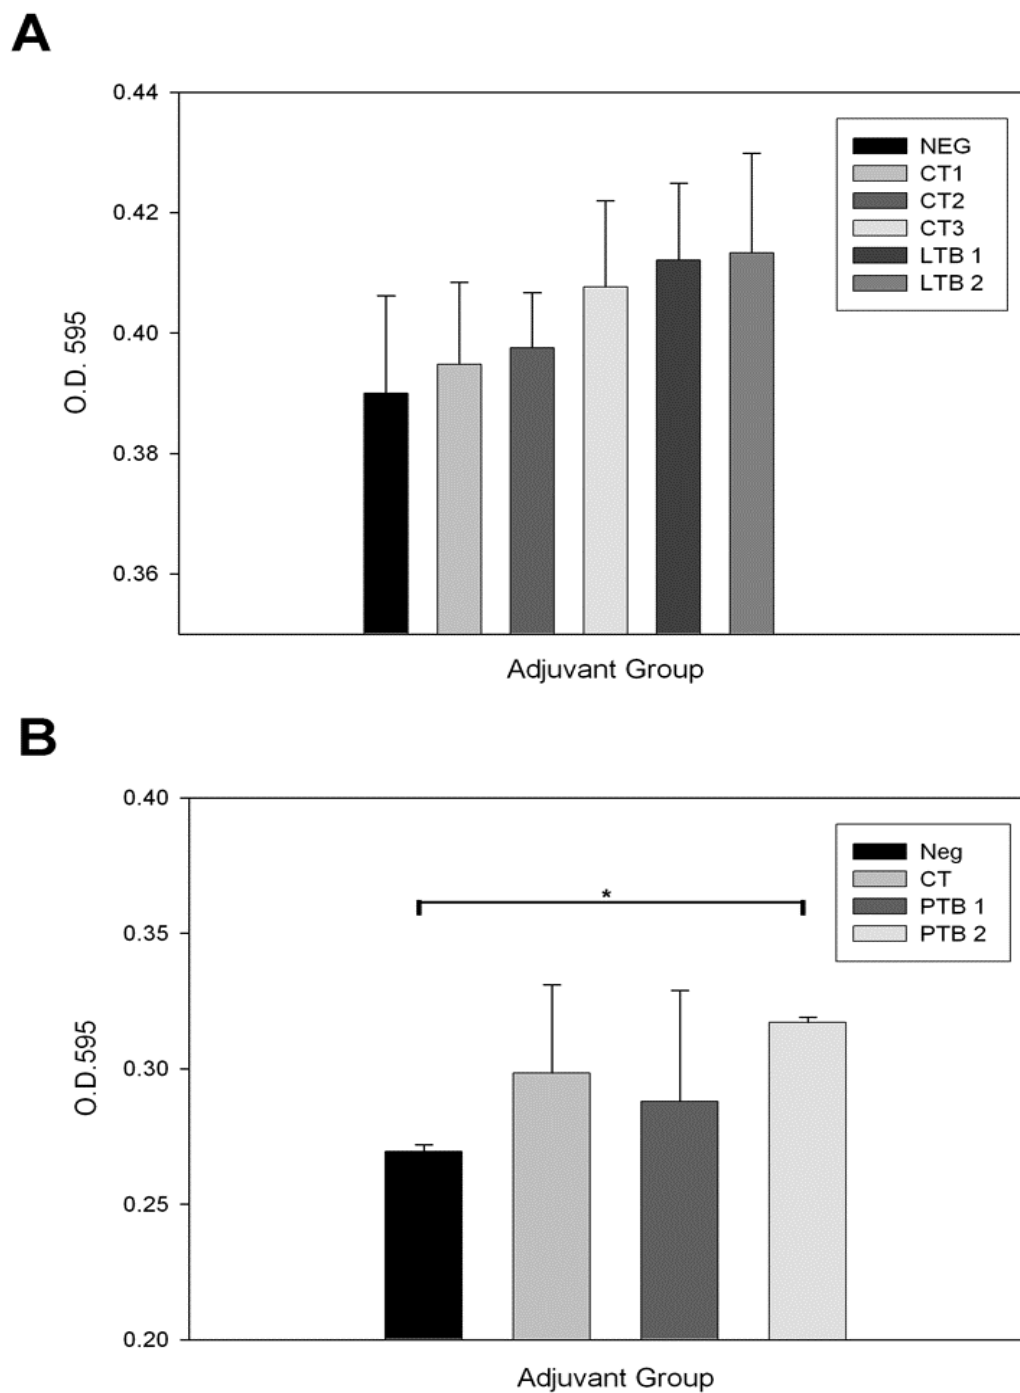 A
0.44
0.42
0.40
0.38
0.36
O.D. 595
NEG
CT1
CT2
CT3
LTB 1
LTB 2
Adjuvant Group
B
0.40
0.35
0.30
0.25
0.20
O.D.595
*
Neg
CT
PTB 1
PTB 2
Adjuvant Group